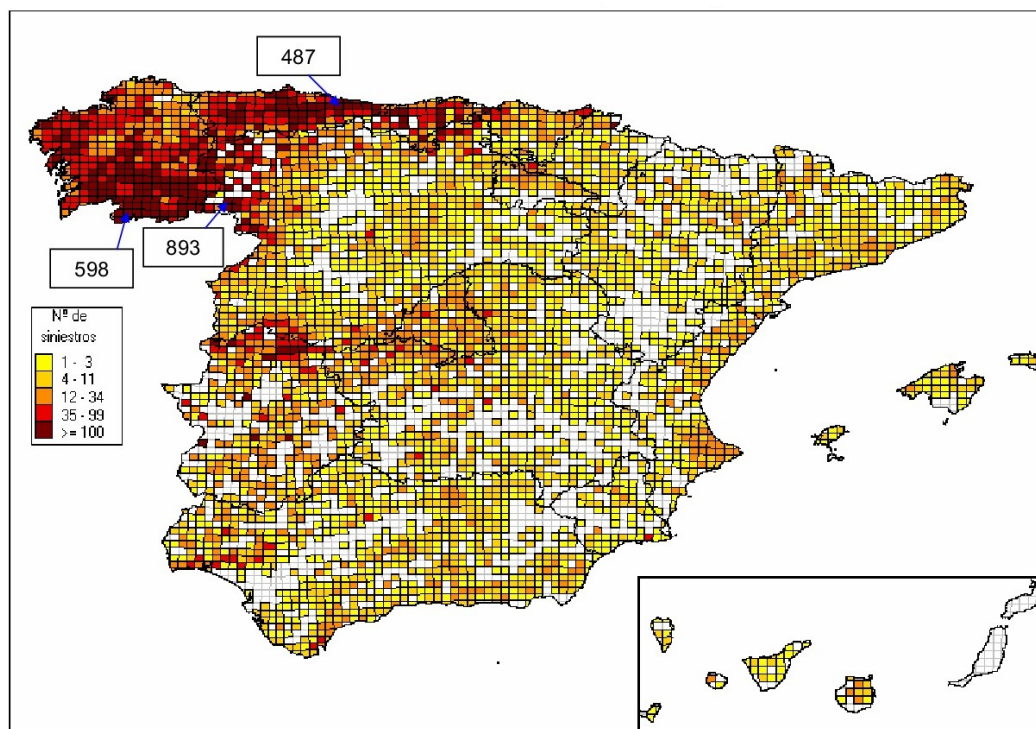 487
893
598
Nº de
siniestros
1 - 3
4 - 11
12 - 34
35 - 99
>= 100